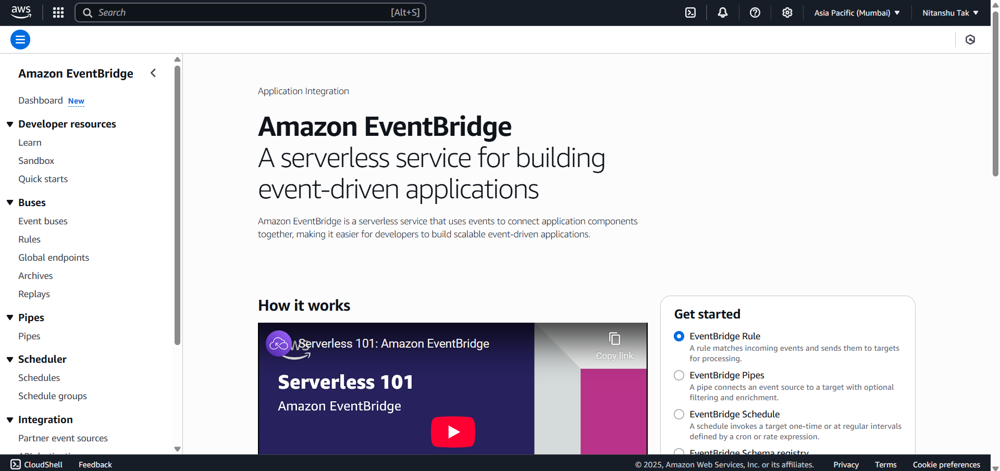 aws
Search
[Alt+S]
Asia Pacific (Mumbai)
Nitanshu Tak
Amazon EventBridge
Dashboard New
Developer resources
Learn
Sandbox
Quick starts
Buses
Event buses
Rules
Global endpoints
Archives
Replays
Pipes
Pipes
Scheduler
Schedules
Schedule groups
Integration
Partner event sources
Application Integration
Amazon EventBridge
A serverless service for building
event-driven applications
Amazon EventBridge is a serverless service that uses events to connect application components
together, making it easier for developers to build scalable event-driven applications.
How it works
aws
Serverless 101: Amazon EventBridge
Copy link
Serverless 101
Amazon EventBridge
Get started
EventBridge Rule
A rule matches incoming events and sends them to targets
for processing.
EventBridge Pipes
A pipe connects an event source to a target with optional
filtering and enrichment.
EventBridge Schedule
A schedule invokes a target one-time or at regular intervals
defined by a cron or rate expression.
EventBridge Schema registry
CloudShell
Feedback
© 2025, Amazon Web Services, Inc. or its affiliates.
Privacy
Terms
Cookie preferences